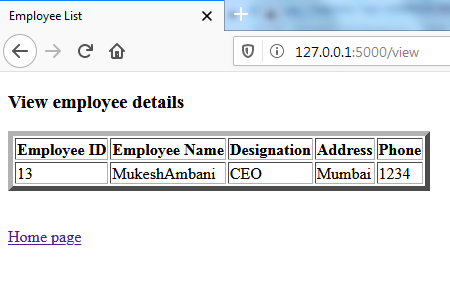 Employee List
127.0.0.1:5000/view
View employee details
Employee ID Employee Name Designation Address Phone
13 MukeshAmbani CEO Mumbai 1234
Home page